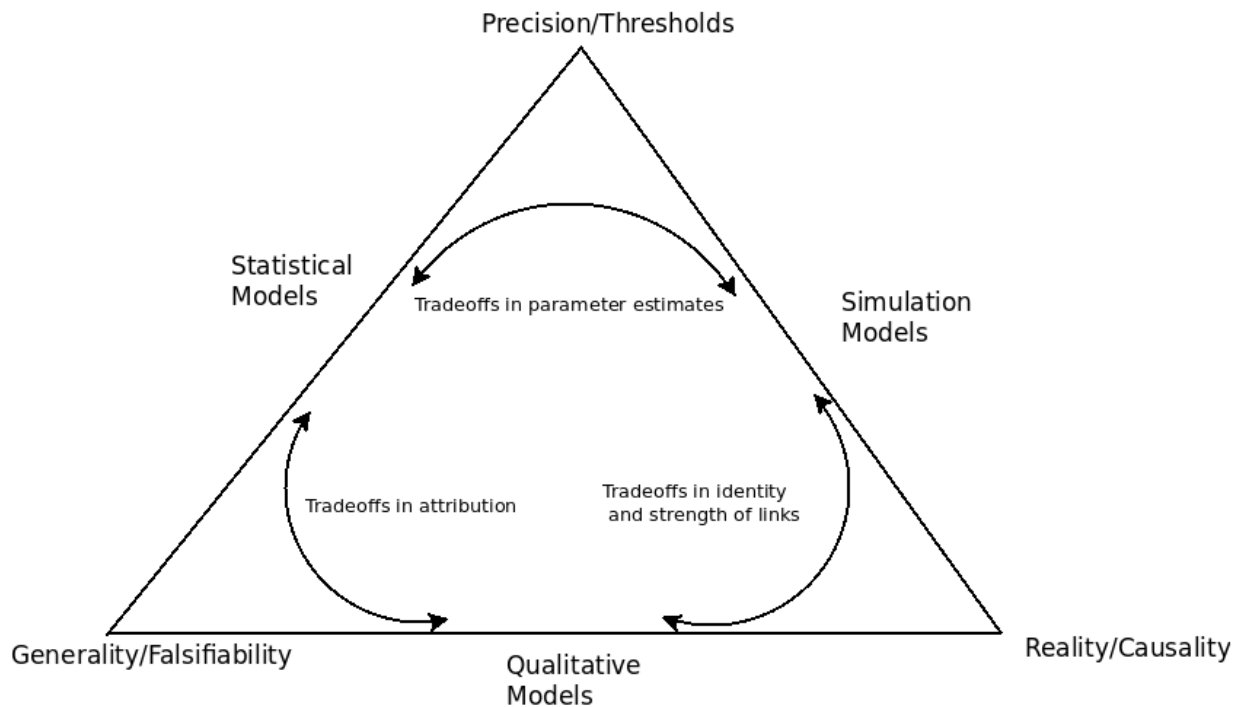 Precision/Thresholds
Statistical
Models
Tradeoffs in parameter estimates
Simulation
Models
Tradeoffs in attribution
Tradeoffs in identity
and strength of links
Generality/Falsifiability
Qualitative
Models
Reality/Causality